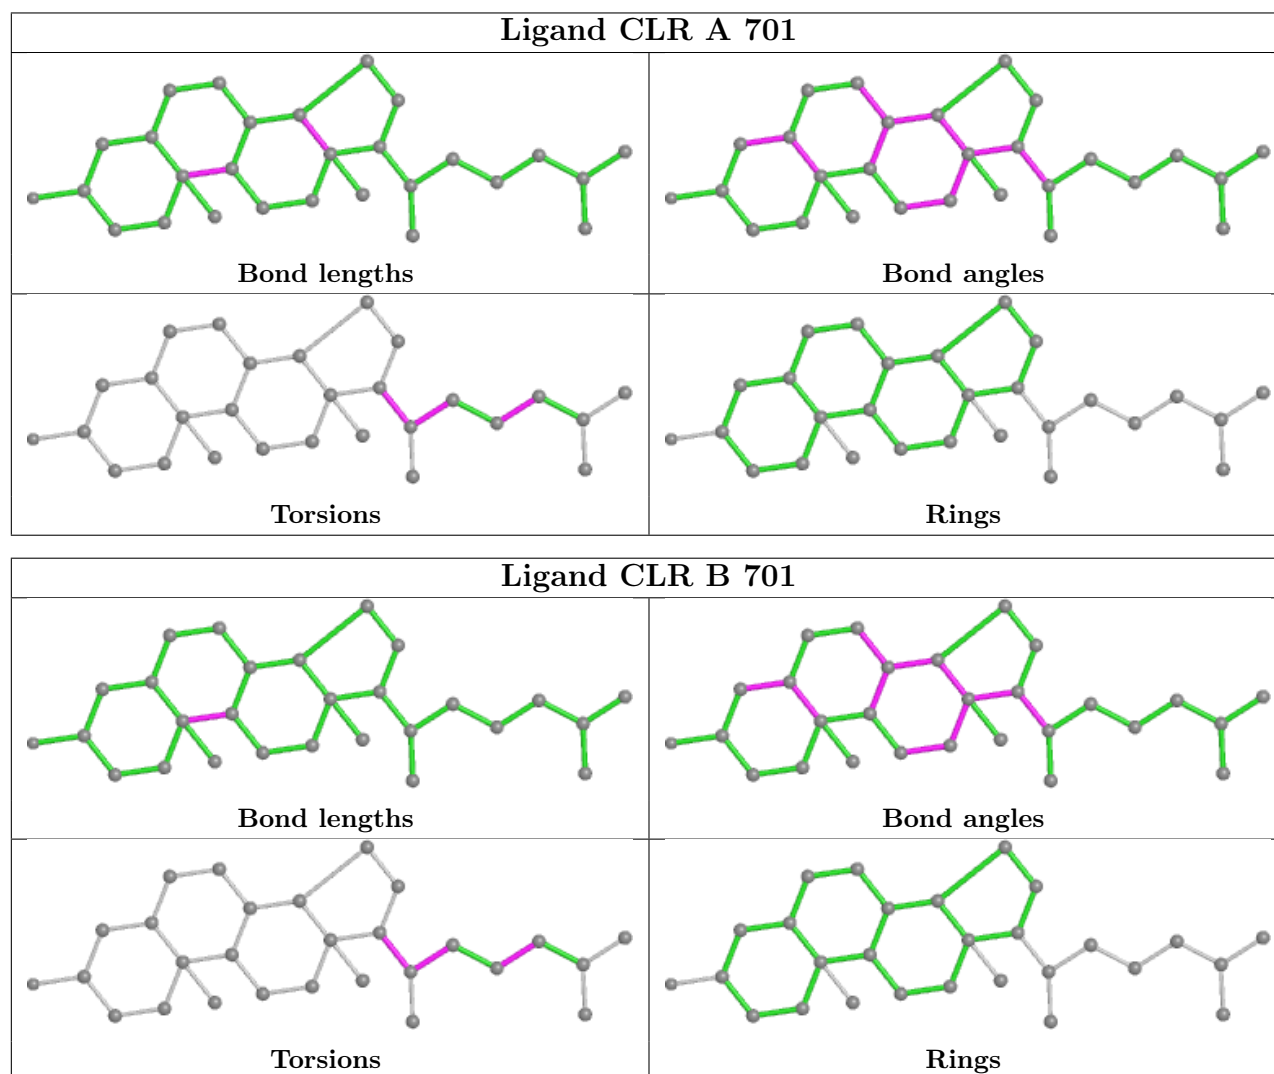 Ligand CLR A 701
Bond lengths
Bond angles
Torsions
Rings
Ligand CLR B 701
Bond lengths
Bond angles
Torsions
Rings